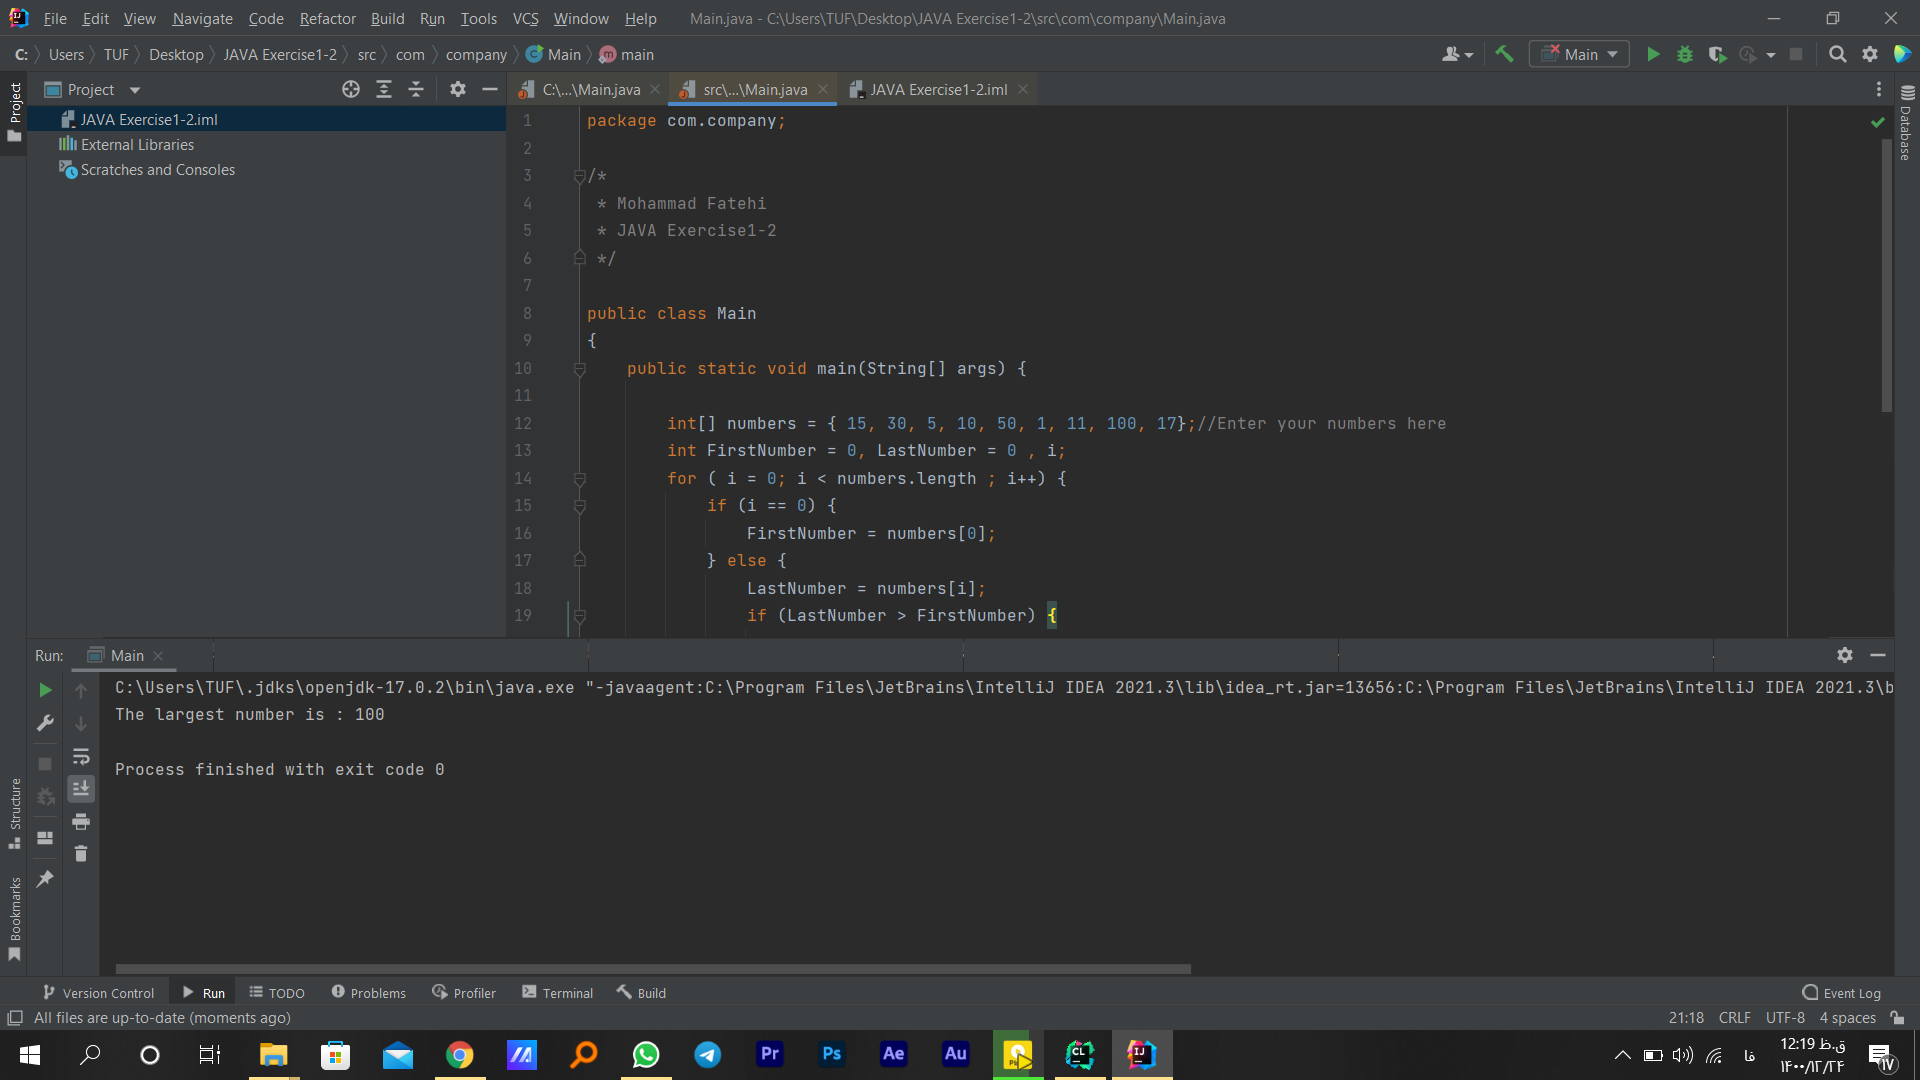 File Edit View Navigate Code Refactor Build Run Tools VCS Window Help Main.java - C:\Users\TUF\Desktop\JAVA Exercise1-2\src\com\company\Main.java
C: Users TUF Desktop JAVA Exercise1-2 src com company Main main Main
Project C:\...\Main.java src\...\Main.java JAVA Exercise1-2.iml
Project
Database
JAVA Exercise1-2.iml
External Libraries
Scratches and Consoles
1 package com.company;
2
3 /*
4 * Mohammad Fatehi
5 * JAVA Exercise1-2
6 */
7
8 public class Main
9 {
10 public static void main(String[] args) {
11
12 int[] numbers = { 15, 30, 5, 10, 50, 1, 11, 100, 17};//Enter your numbers here
13 int FirstNumber = 0, LastNumber = 0 , i;
14 for ( i = 0; i < numbers.length ; i++) {
15 if (i == 0) {
16 FirstNumber = numbers[0];
17 } else {
18 LastNumber = numbers[i];
19 if (LastNumber > FirstNumber) {
Run: Main
C:\Users\TUF\.jdks\openjdk-17.0.2\bin\java.exe "-javaagent:C:\Program Files\JetBrains\IntelliJ IDEA 2021.3\lib\idea_rt.jar=13656:C:\Program Files\JetBrains\IntelliJ IDEA 2021.3\b
The largest number is : 100
Process finished with exit code 0
Structure
Bookmarks
Version Control Run TODO Problems Profiler Terminal Build Event Log
All files are up-to-date (moments ago) 21:18 CRLF UTF-8 4 spaces
Pr Ps Ae Au CL IJ فا
12:19 ق.ظ
۱۴۰۰/۱۲/۲۴
۱۷